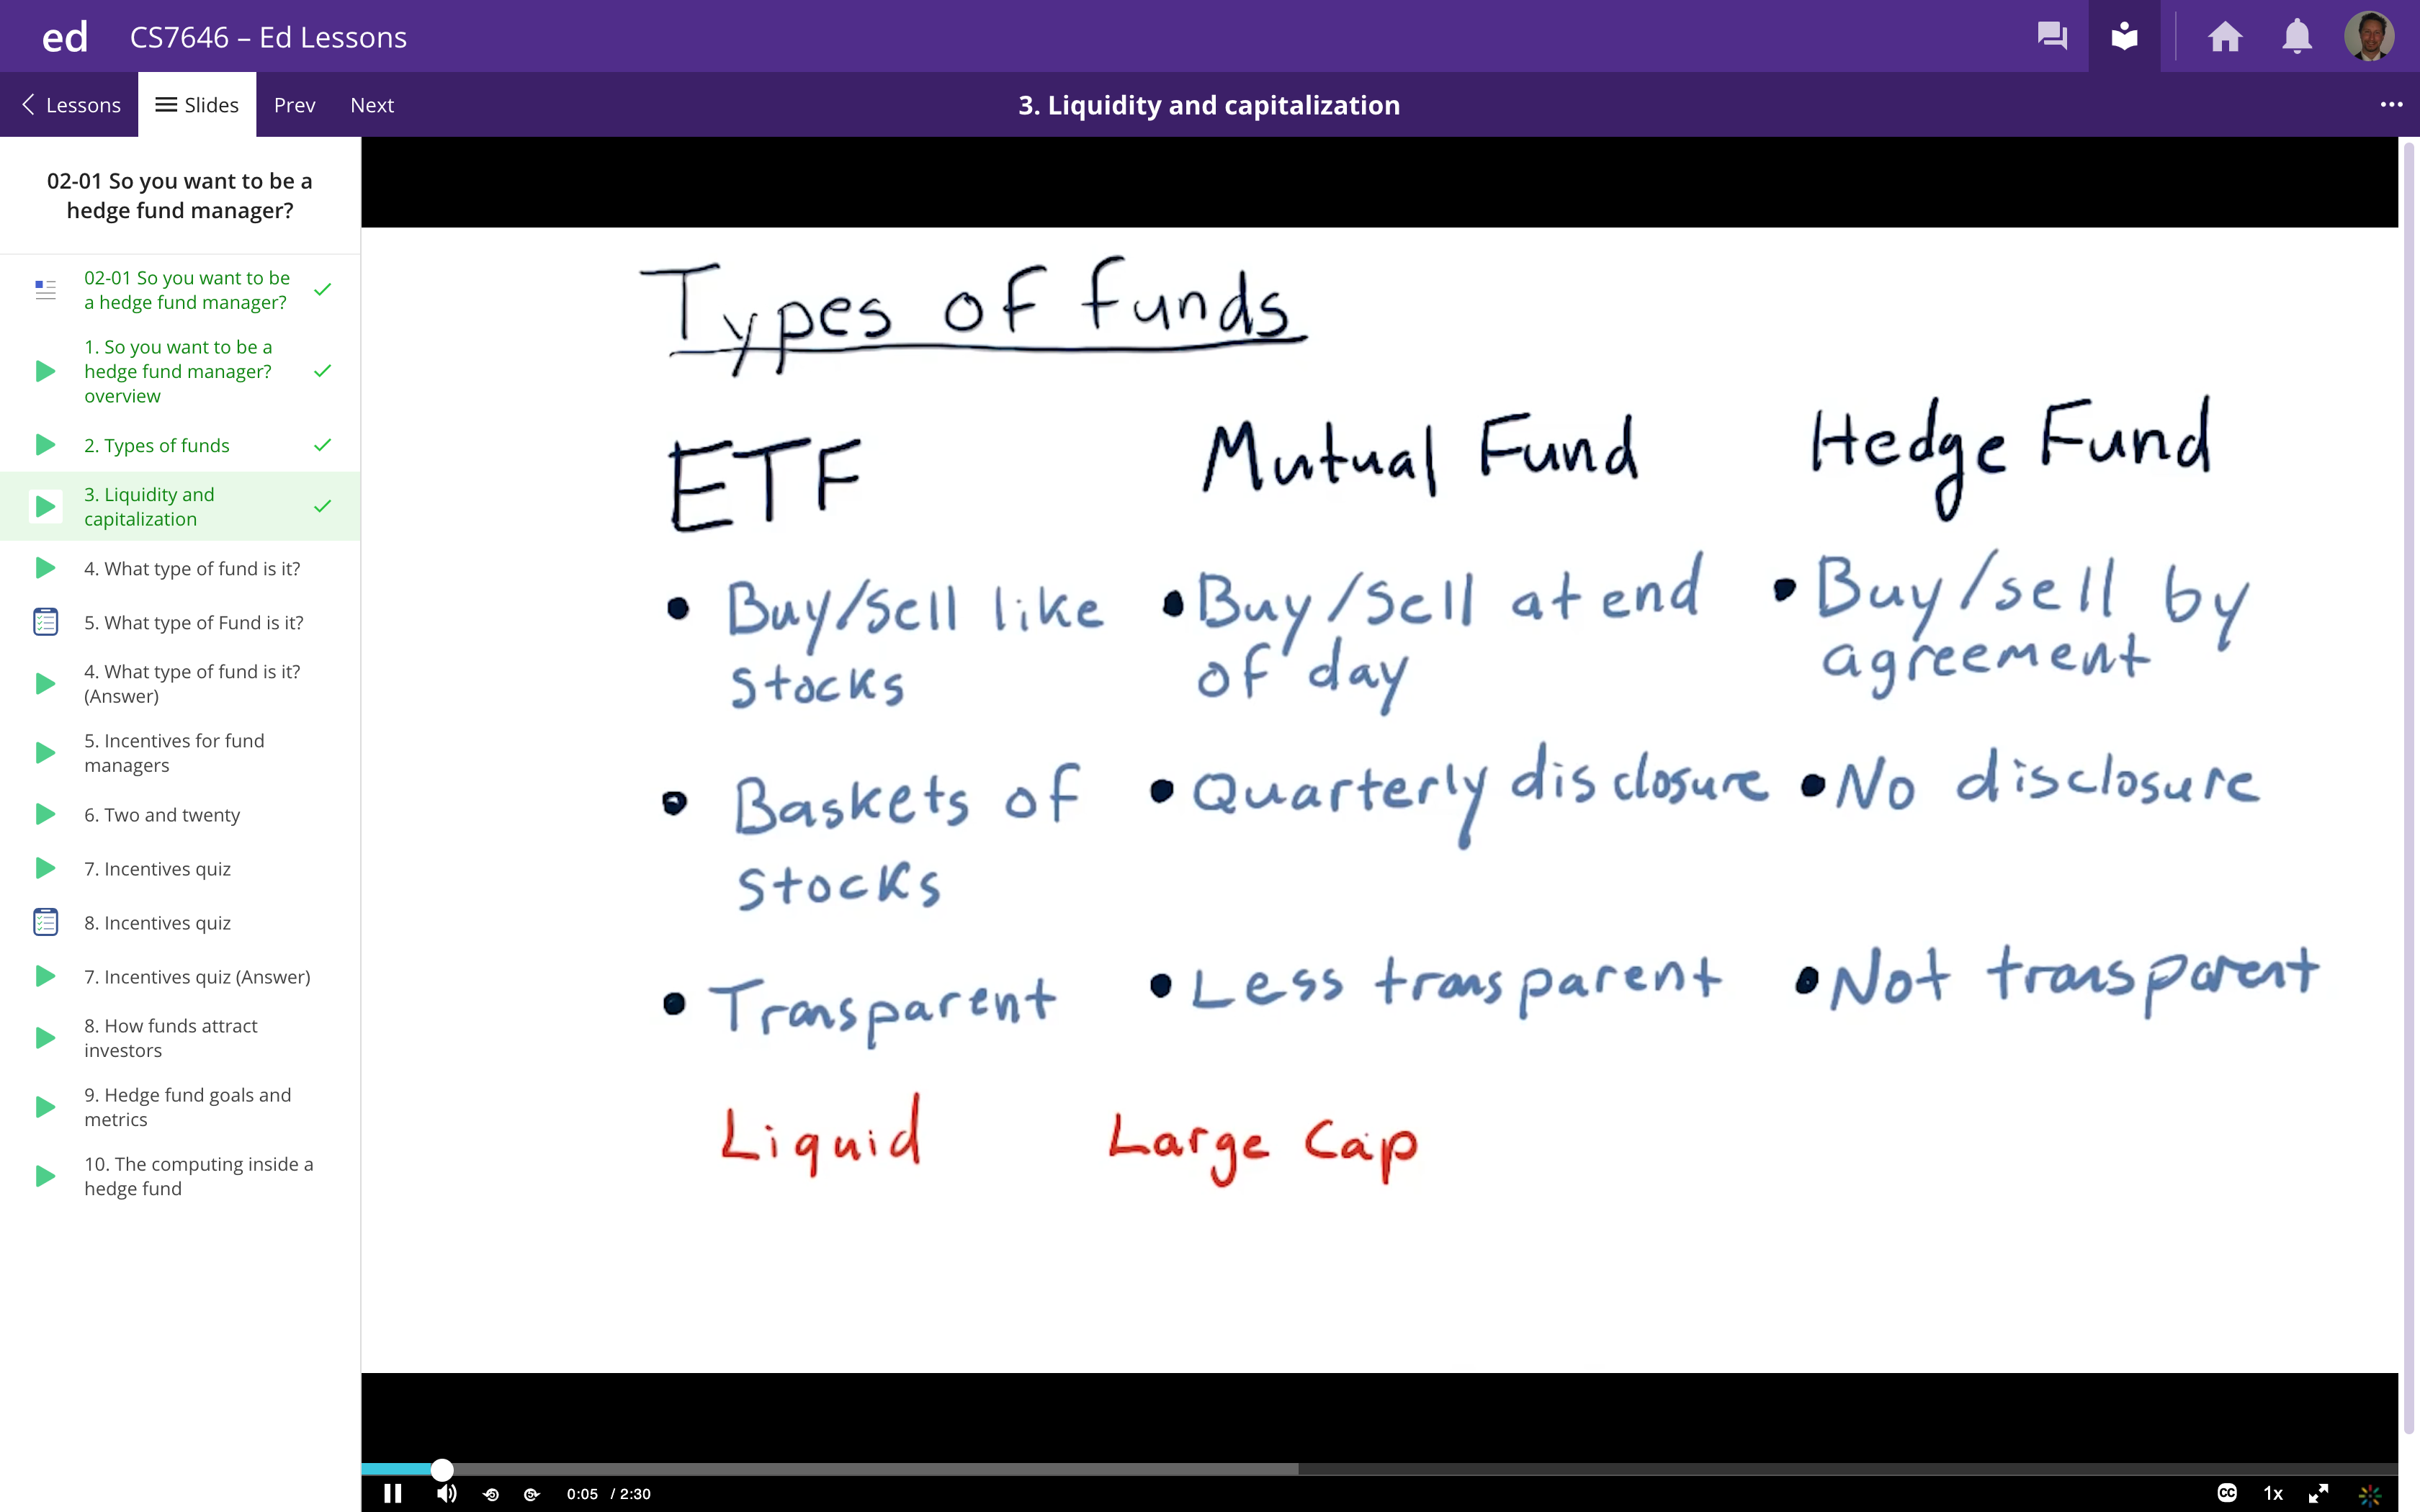 ed
CS7646 – Ed Lessons
Lessons
Slides
Prev
Next
3. Liquidity and capitalization
02-01 So you want to be a
hedge fund manager?
02-01 So you want to be
a hedge fund manager?
1. So you want to be a
hedge fund manager?
overview
2. Types of funds
3. Liquidity and
capitalization
4. What type of fund is it?
5. What type of Fund is it?
4. What type of fund is it?
(Answer)
5. Incentives for fund
managers
6. Two and twenty
7. Incentives quiz
8. Incentives quiz
7. Incentives quiz (Answer)
8. How funds attract
investors
9. Hedge fund goals and
metrics
10. The computing inside a
hedge fund
Types of funds
ETF
• Buy/sell like
stocks
• Baskets of
stocks
• Transparent
Mutual Fund
• Buy/Sell at end
of day
• Quarterly disclosure
• Less transparent
Hedge Fund
• Buy/sell by
agreement
• No disclosure
• Not transparent
Liquid
Large Cap
0:05 / 2:30
CC
1x